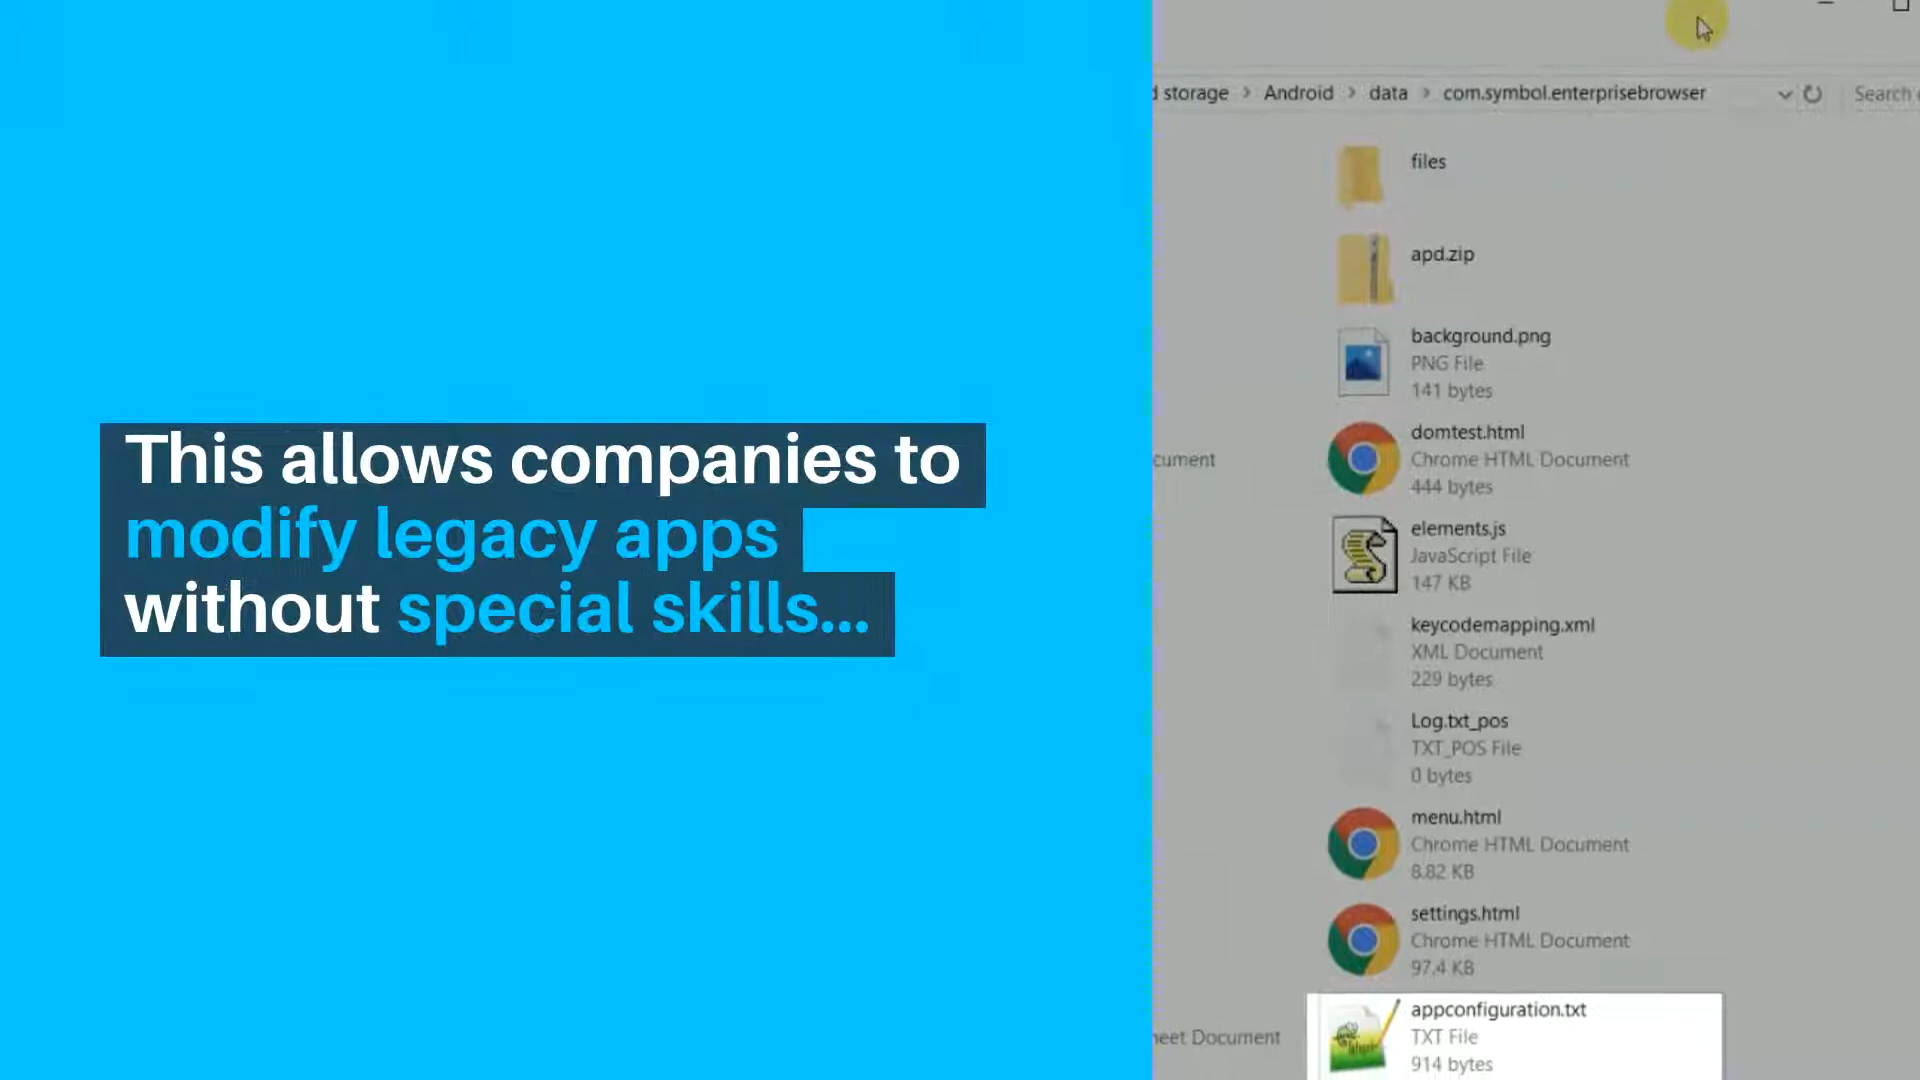 This allows companies to
modify legacy apps
without special skills...
d storage > Android > data > com.symbol.enterprisebrowser
Search
files
apd.zip
background.png
PNG File
141 bytes
domtest.html
cument
Chrome HTML Document
444 bytes
elements.js
JavaScript File
147 KB
keycodemapping.xml
XML Document
229 bytes
Log.txt_pos
TXT_POS File
0 bytes
menu.html
Chrome HTML Document
8.82 KB
settings.html
Chrome HTML Document
97.4 KB
appconfiguration.txt
heet Document
TXT File
914 bytes